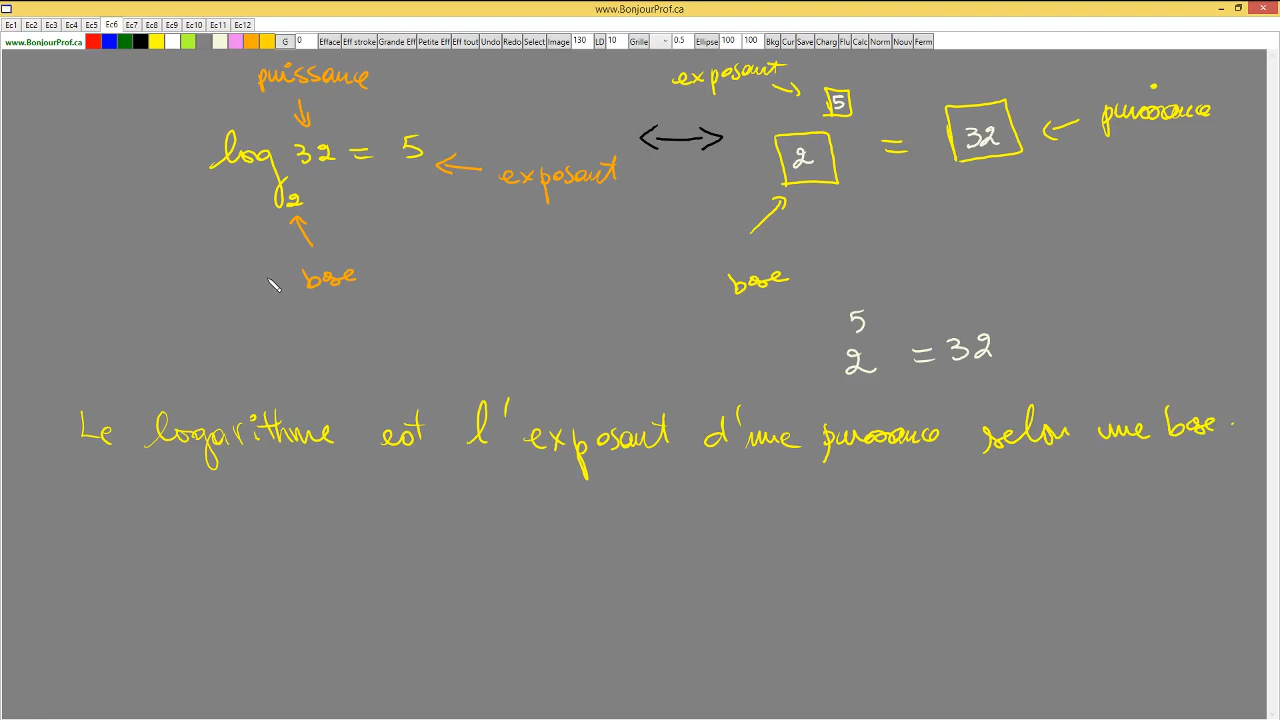 www.BonjourProf.ca
Ec1 Ec2 Ec3 Ec4 Ec5 Ec6 Ec7 Ec8 Ec9 Ec10 Ec11 Ec12
www.BonjourProf.ca G 0 Efface Eff stroke Grande Eff Petite Eff Eff tout Undo Redo Select Image 130 LD 10 Grille 0.5 Ellipse 100 100 Bkg Cur Save Charg Flu Calc Norm Nouv Ferm
puissance
log₂ 32 = 5
exposant
base
exposant
5
2 = 32
puissance
base
5
2 = 32
Le logarithme est l'exposant d'une puissance selon une base.